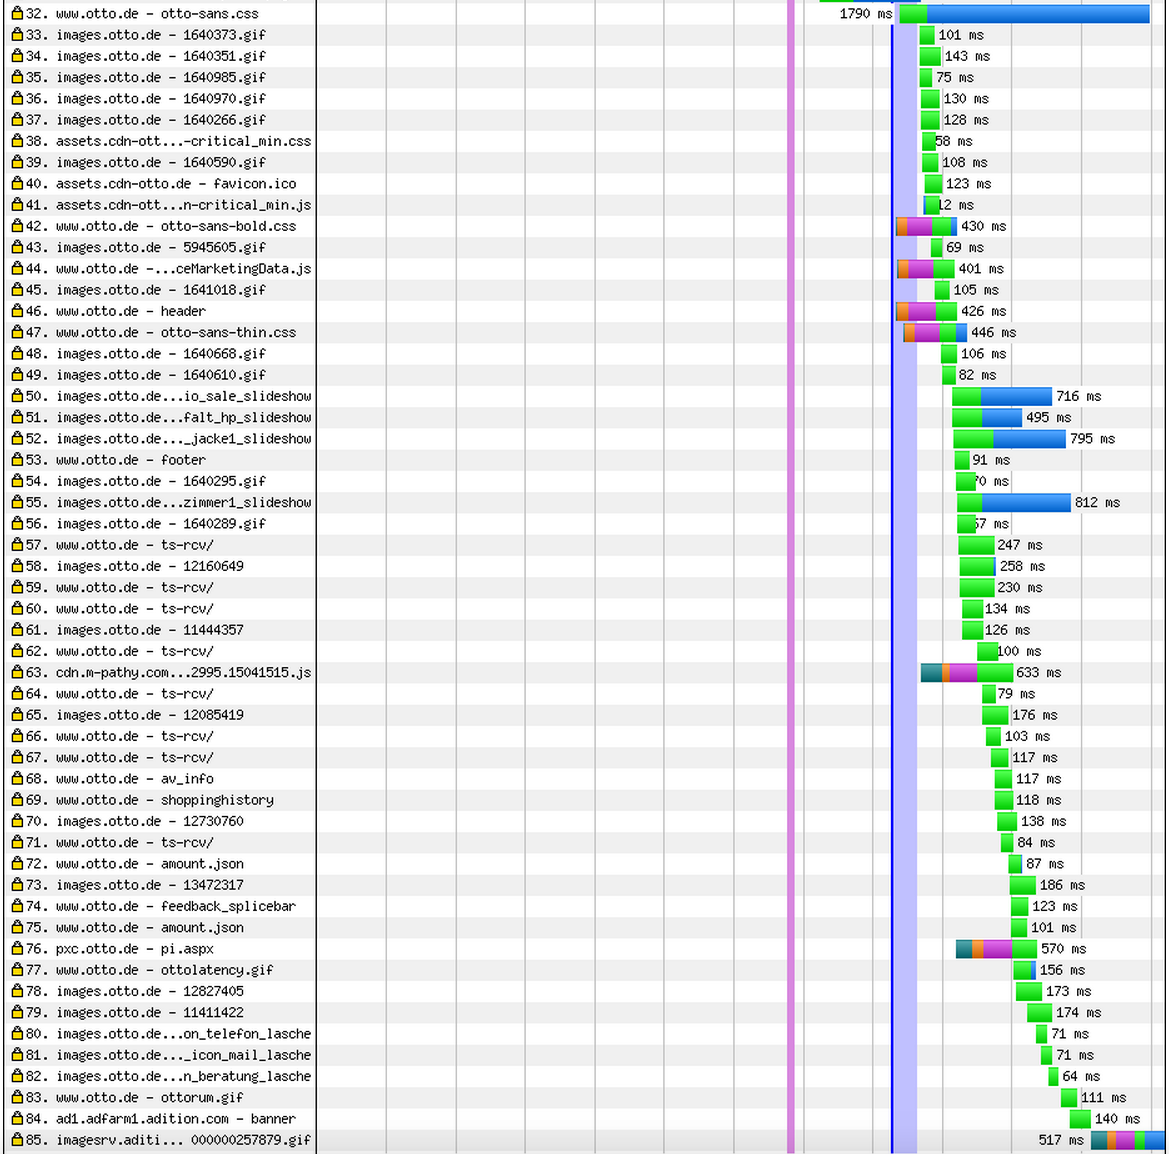 32. www.otto.de - otto-sans.css 1790 ms
33. images.otto.de - 1640373.gif 101 ms
34. images.otto.de - 1640351.gif 143 ms
35. images.otto.de - 1640985.gif 75 ms
36. images.otto.de - 1640970.gif 130 ms
37. images.otto.de - 1640266.gif 128 ms
38. assets.cdn-ott...-critical_min.css 58 ms
39. images.otto.de - 1640590.gif 108 ms
40. assets.cdn-otto.de - favicon.ico 123 ms
41. assets.cdn-ott...n-critical_min.js 12 ms
42. www.otto.de - otto-sans-bold.css 430 ms
43. images.otto.de - 5945605.gif 69 ms
44. www.otto.de -...ceMarketingData.js 401 ms
45. images.otto.de - 1641018.gif 105 ms
46. www.otto.de - header 426 ms
47. www.otto.de - otto-sans-thin.css 446 ms
48. images.otto.de - 1640668.gif 106 ms
49. images.otto.de - 1640610.gif 82 ms
50. images.otto.de...io_sale_slideshow 716 ms
51. images.otto.de...falt_hp_slideshow 495 ms
52. images.otto.de..._jacke1_slideshow 795 ms
53. www.otto.de - footer 91 ms
54. images.otto.de - 1640295.gif 70 ms
55. images.otto.de...zimmer1_slideshow 812 ms
56. images.otto.de - 1640289.gif 67 ms
57. www.otto.de - ts-rcv/ 247 ms
58. images.otto.de - 12160649 258 ms
59. www.otto.de - ts-rcv/ 230 ms
60. www.otto.de - ts-rcv/ 134 ms
61. images.otto.de - 11444357 126 ms
62. www.otto.de - ts-rcv/ 100 ms
63. cdn.m-pathy.com...2995.15041515.js 633 ms
64. www.otto.de - ts-rcv/ 79 ms
65. images.otto.de - 12085419 176 ms
66. www.otto.de - ts-rcv/ 103 ms
67. www.otto.de - ts-rcv/ 117 ms
68. www.otto.de - av_info 117 ms
69. www.otto.de - shoppinghistory 118 ms
70. images.otto.de - 12730760 138 ms
71. www.otto.de - ts-rcv/ 84 ms
72. www.otto.de - amount.json 87 ms
73. images.otto.de - 13472317 186 ms
74. www.otto.de - feedback_splicebar 123 ms
75. www.otto.de - amount.json 101 ms
76. pxc.otto.de - pi.aspx 570 ms
77. www.otto.de - ottolatency.gif 156 ms
78. images.otto.de - 12827405 173 ms
79. images.otto.de - 11411422 174 ms
80. images.otto.de...on_telefon_lasche 71 ms
81. images.otto.de..._icon_mail_lasche 71 ms
82. images.otto.de...n_beratung_lasche 64 ms
83. www.otto.de - ottorum.gif 111 ms
84. ad1.adfarm1.adition.com - banner 140 ms
85. imagesrv.aditi... 000000257879.gif 517 ms